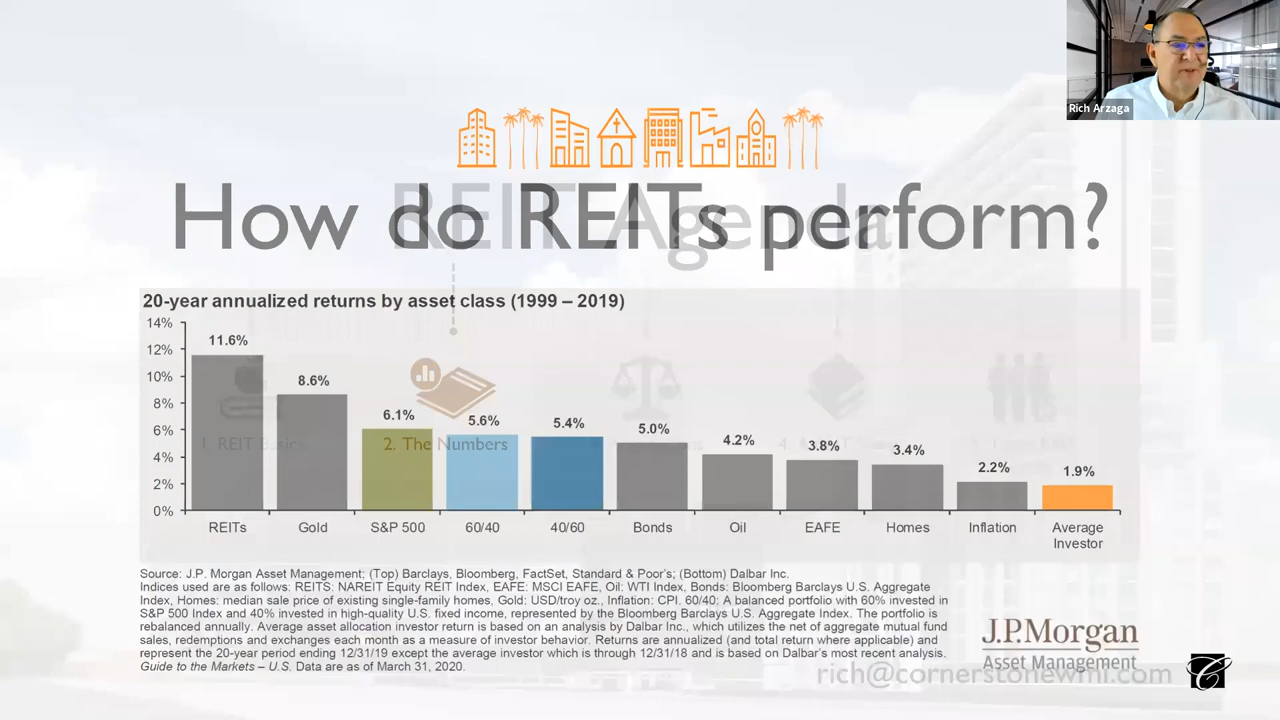 Rich Arzaga
How do REITs perform?
REIT Agenda
20-year annualized returns by asset class (1999 – 2019)
14%
12%
10%
8%
6%
4%
2%
0%
11.6%
8.6%
6.1%
5.6%
5.4%
5.0%
4.2%
3.8%
3.4%
2.2%
1.9%
1. REIT Basics
2. The Numbers
REITs
Gold
S&P 500
60/40
40/60
Bonds
Oil
EAFE
Homes
Inflation
Average
Investor
Source: J.P. Morgan Asset Management; (Top) Barclays, Bloomberg, FactSet, Standard & Poor's; (Bottom) Dalbar Inc.
Indices used are as follows: REITS: NAREIT Equity REIT Index, EAFE: MSCI EAFE, Oil: WTI Index, Bonds: Bloomberg Barclays U.S. Aggregate
Index, Homes: median sale price of existing single-family homes, Gold: USD/troy oz., Inflation: CPI. 60/40: A balanced portfolio with 60% invested in
S&P 500 Index and 40% invested in high-quality U.S. fixed income, represented by the Bloomberg Barclays U.S. Aggregate Index. The portfolio is
rebalanced annually. Average asset allocation investor return is based on an analysis by Dalbar Inc., which utilizes the net of aggregate mutual fund
sales, redemptions and exchanges each month as a measure of investor behavior. Returns are annualized (and total return where applicable) and
represent the 20-year period ending 12/31/19 except the average investor which is through 12/31/18 and is based on Dalbar's most recent analysis.
Guide to the Markets – U.S. Data are as of March 31, 2020.
J.P.Morgan
Asset Management
rich@cornerstonewmi.com